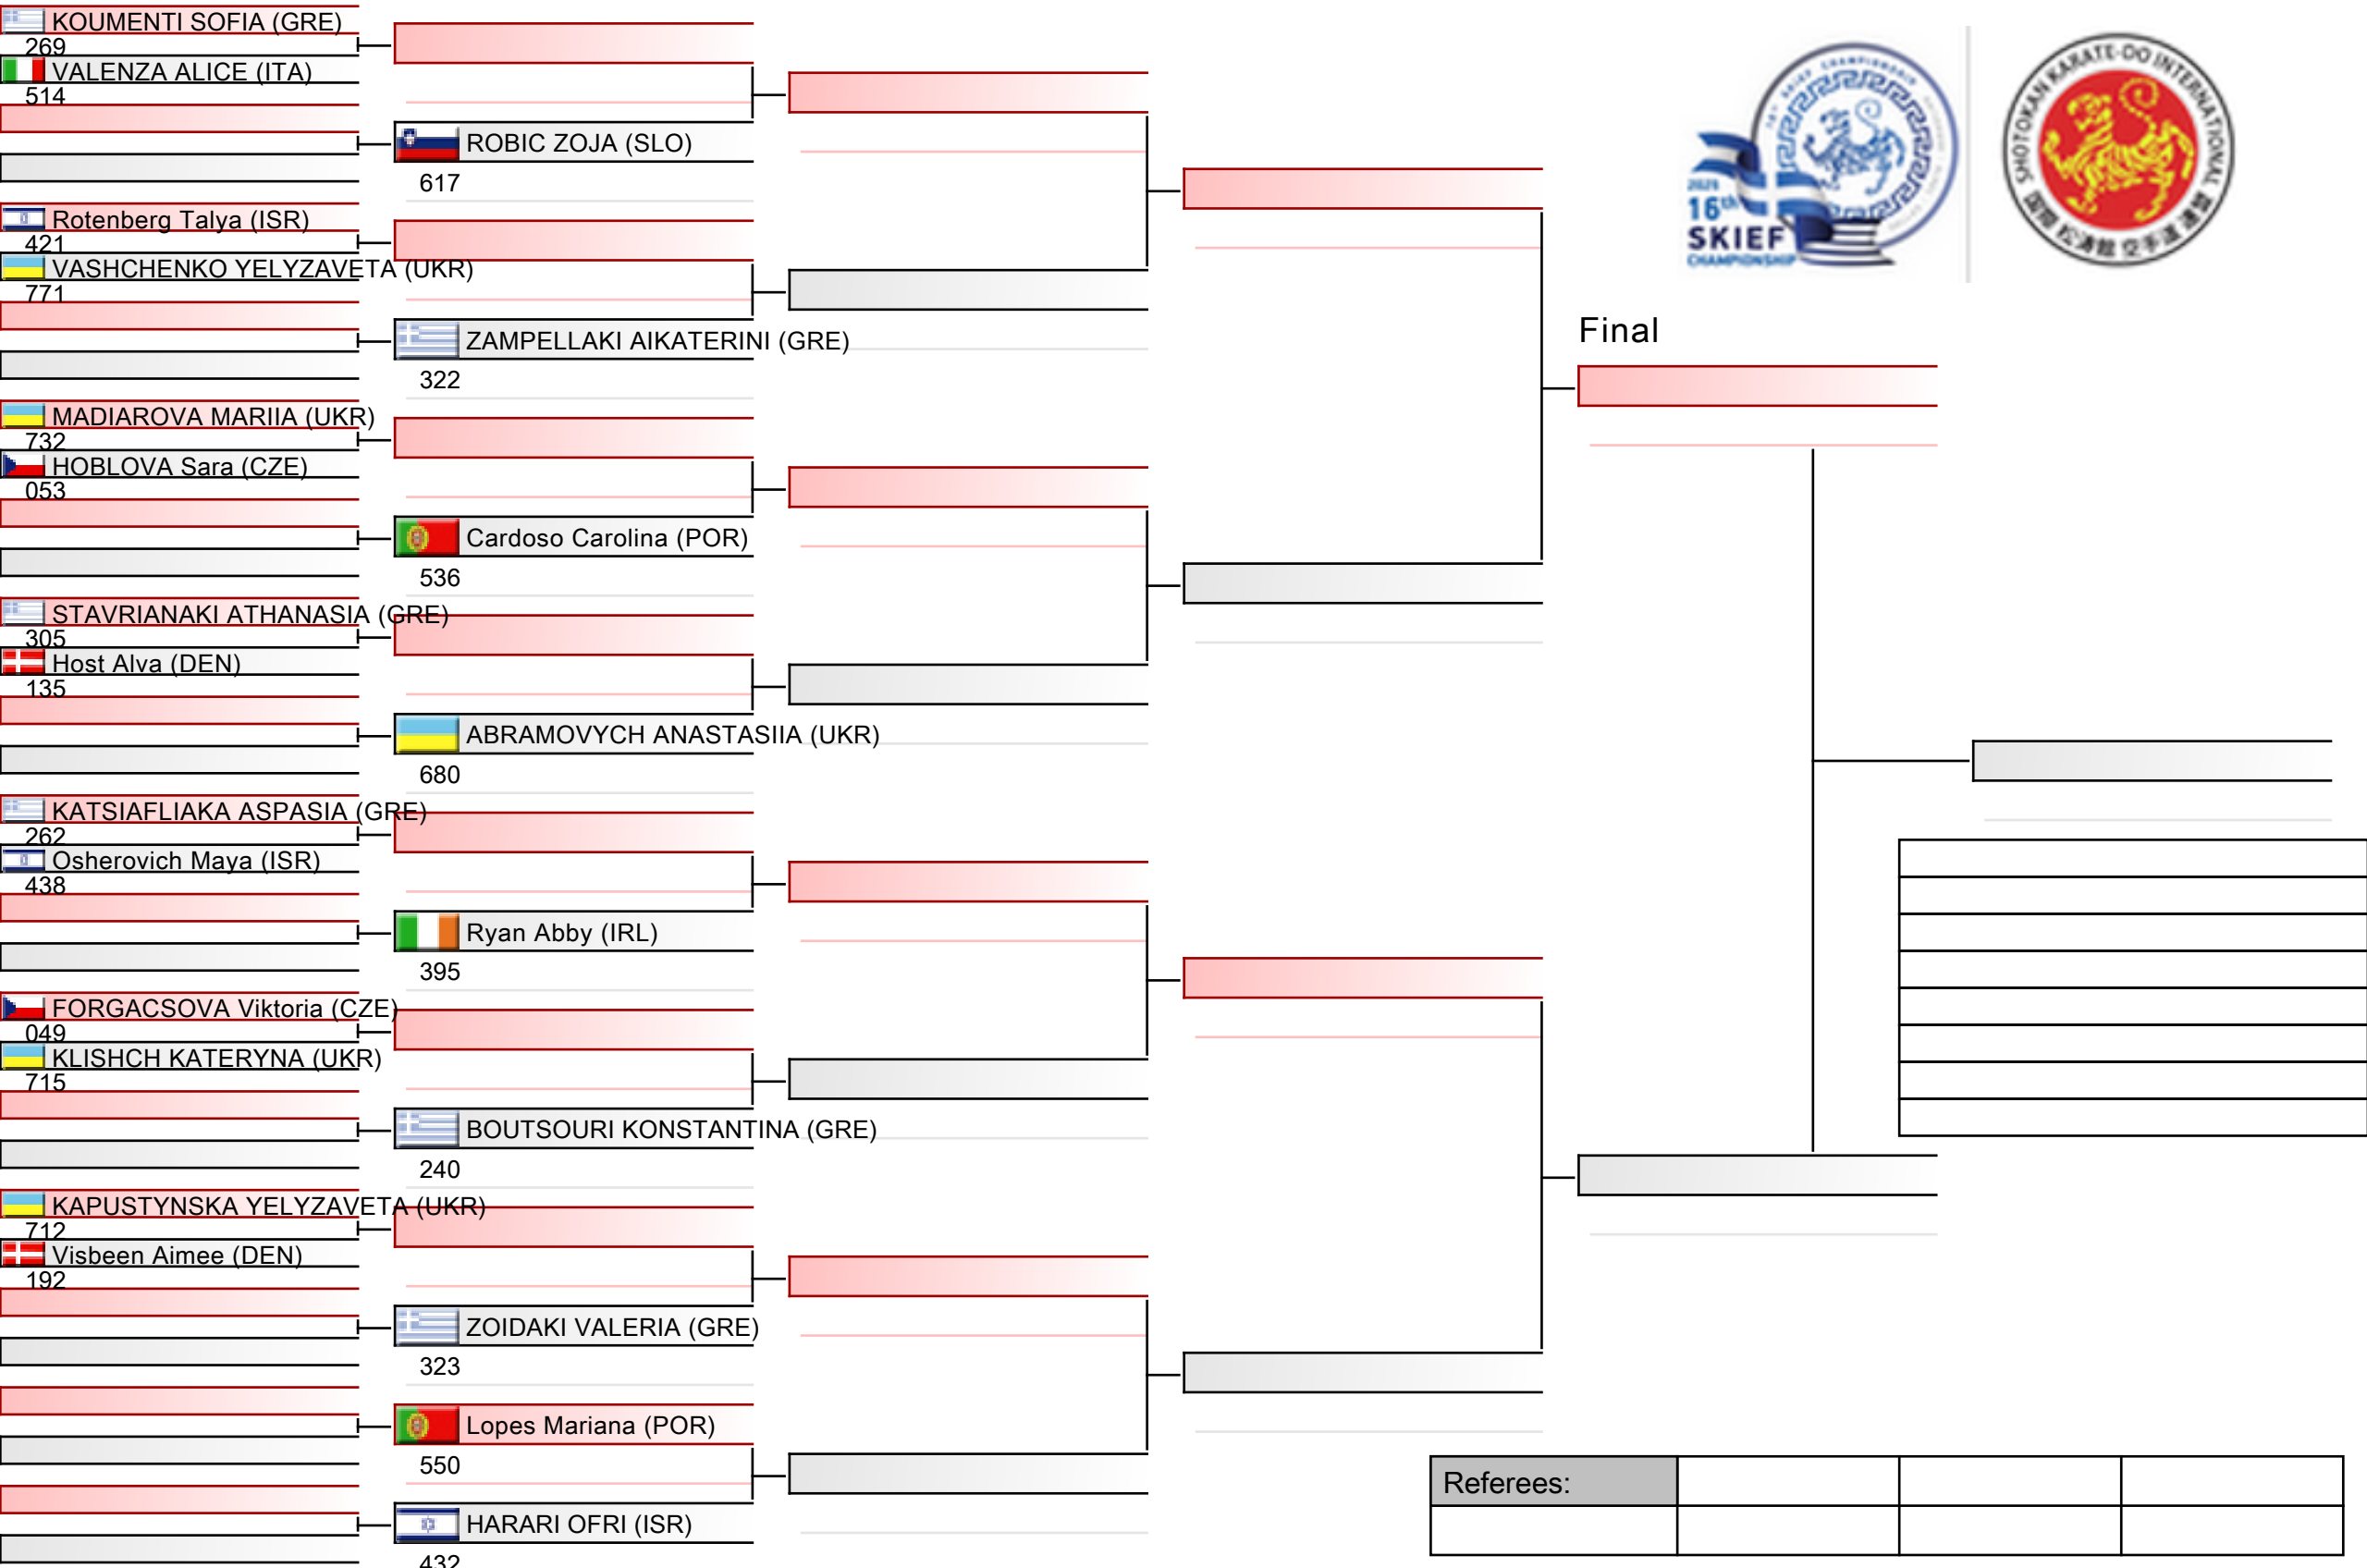 KOUMENTI SOFIA (GRE)
269
VALENZA ALICE (ITA)
514
ROBIC ZOJA (SLO)
617
Rotenberg Talya (ISR)
421
VASHCHENKO YELYZAVETA (UKR)
771
ZAMPELLAKI AIKATERINI (GRE)
322
MADIAROVA MARIIA (UKR)
732
HOBLOVA Sara (CZE)
053
Cardoso Carolina (POR)
536
STAVRIANAKI ATHANASIA (GRE)
305
Host Alva (DEN)
135
ABRAMOVYCH ANASTASIIA (UKR)
680
KATSIAFLIAKA ASPASIA (GRE)
262
Osherovich Maya (ISR)
438
Ryan Abby (IRL)
395
FORGACSOVA Viktoria (CZE)
049
KLISHCH KATERYNA (UKR)
715
BOUTSOURI KONSTANTINA (GRE)
240
KAPUSTYNSKA YELYZAVETA (UKR)
712
Visbeen Aimee (DEN)
192
ZOIDAKI VALERIA (GRE)
323
Lopes Mariana (POR)
550
HARARI OFRI (ISR)
432
16th
SKIEF
CHAMPIONSHIP
SHOTOKAN KARATE-DO INTERNATIONAL
Final
Referees: